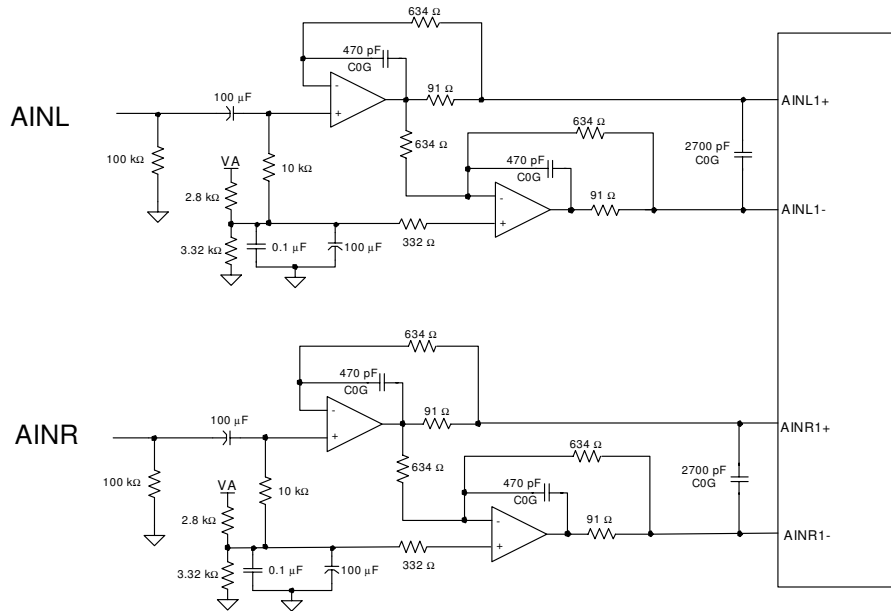 634 Ω
470 pF
C0G
100 µF
91 Ω
AINL
AINL1+
-
+
634 Ω
634 Ω
100 kΩ
VA
10 kΩ
470 pF
C0G
2700 pF
C0G
2.8 kΩ
-
+
91 Ω
AINL1-
3.32 kΩ
0.1 µF
100 µF
332 Ω
634 Ω
470 pF
C0G
100 µF
91 Ω
AINR
AINR1+
-
+
634 Ω
634 Ω
100 kΩ
VA
10 kΩ
470 pF
C0G
2700 pF
C0G
2.8 kΩ
-
+
91 Ω
AINR1-
3.32 kΩ
0.1 µF
100 µF
332 Ω